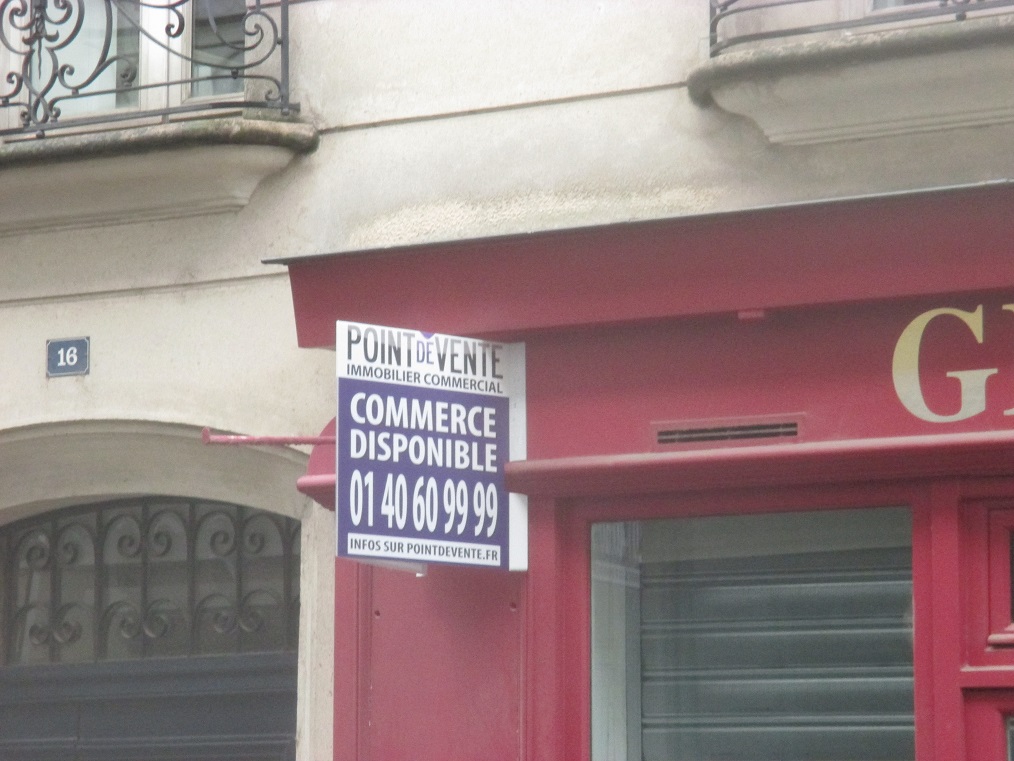 16
POINT DE VENTE
IMMOBILIER COMMERCIAL
COMMERCE
DISPONIBLE
01 40 60 99 99
INFOS SUR POINTDEVENTE.FR
G